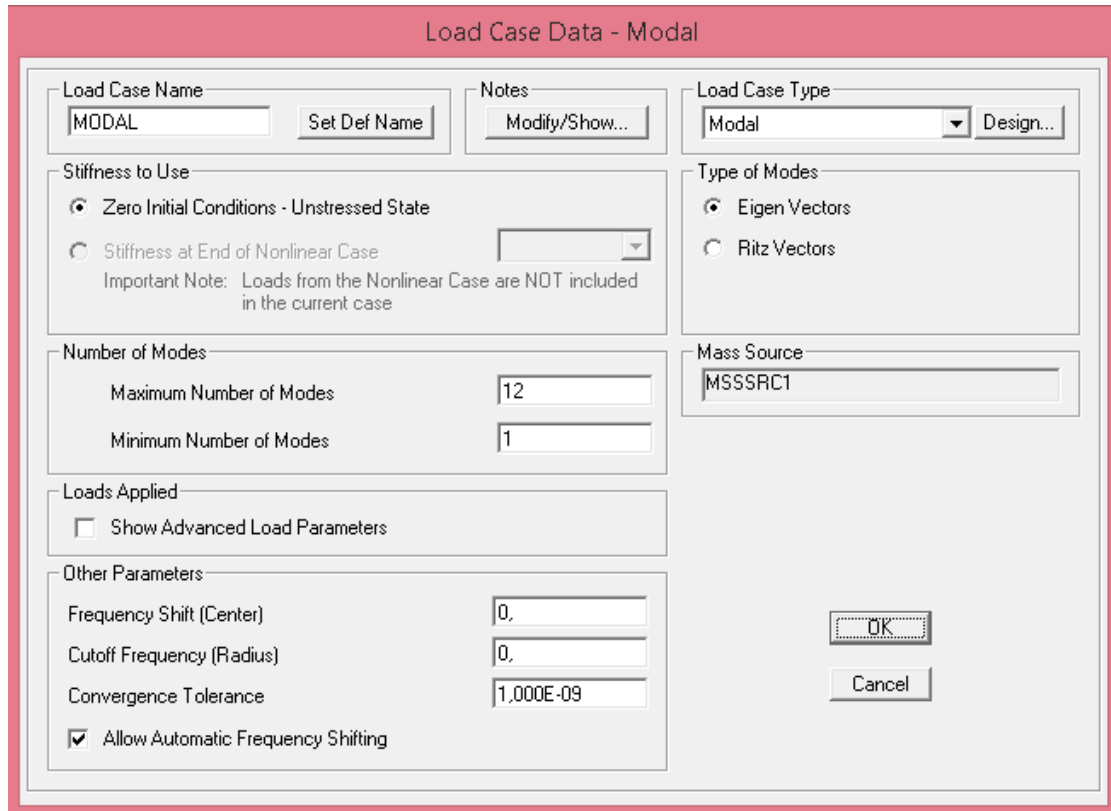 Load Case Data - Modal
Load Case Name
MODAL
Set Def Name
Notes
Modify/Show...
Load Case Type
Modal
Design...
Stiffness to Use
Zero Initial Conditions - Unstressed State
Stiffness at End of Nonlinear Case
Important Note: Loads from the Nonlinear Case are NOT included
in the current case
Type of Modes
Eigen Vectors
Ritz Vectors
Number of Modes
Maximum Number of Modes 12
Minimum Number of Modes 1
Mass Source
MSSSRC1
Loads Applied
Show Advanced Load Parameters
Other Parameters
Frequency Shift (Center) 0,
Cutoff Frequency (Radius) 0,
Convergence Tolerance 1,000E-09
Allow Automatic Frequency Shifting
OK
Cancel